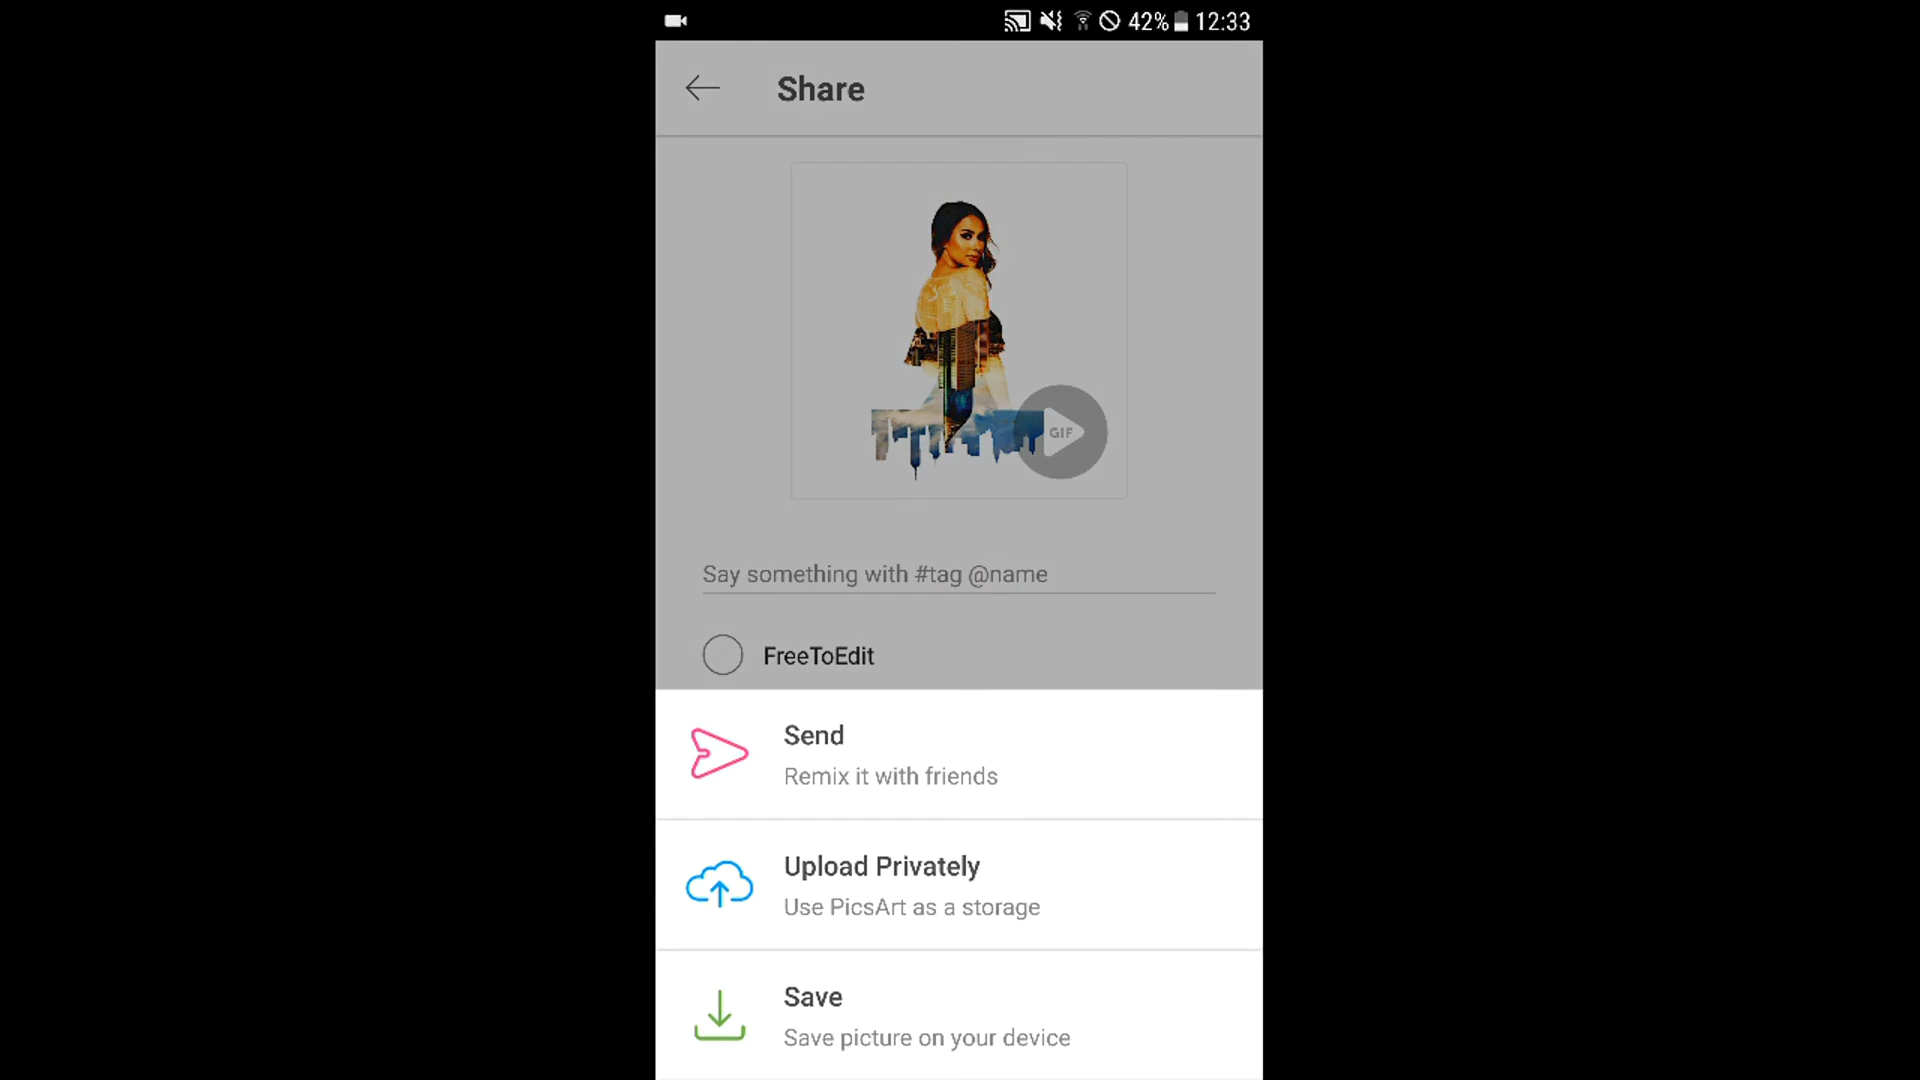 42% 12:33
Share
GIF
Say something with #tag @name
FreeToEdit
Send
Remix it with friends
Upload Privately
Use PicsArt as a storage
Save
Save picture on your device